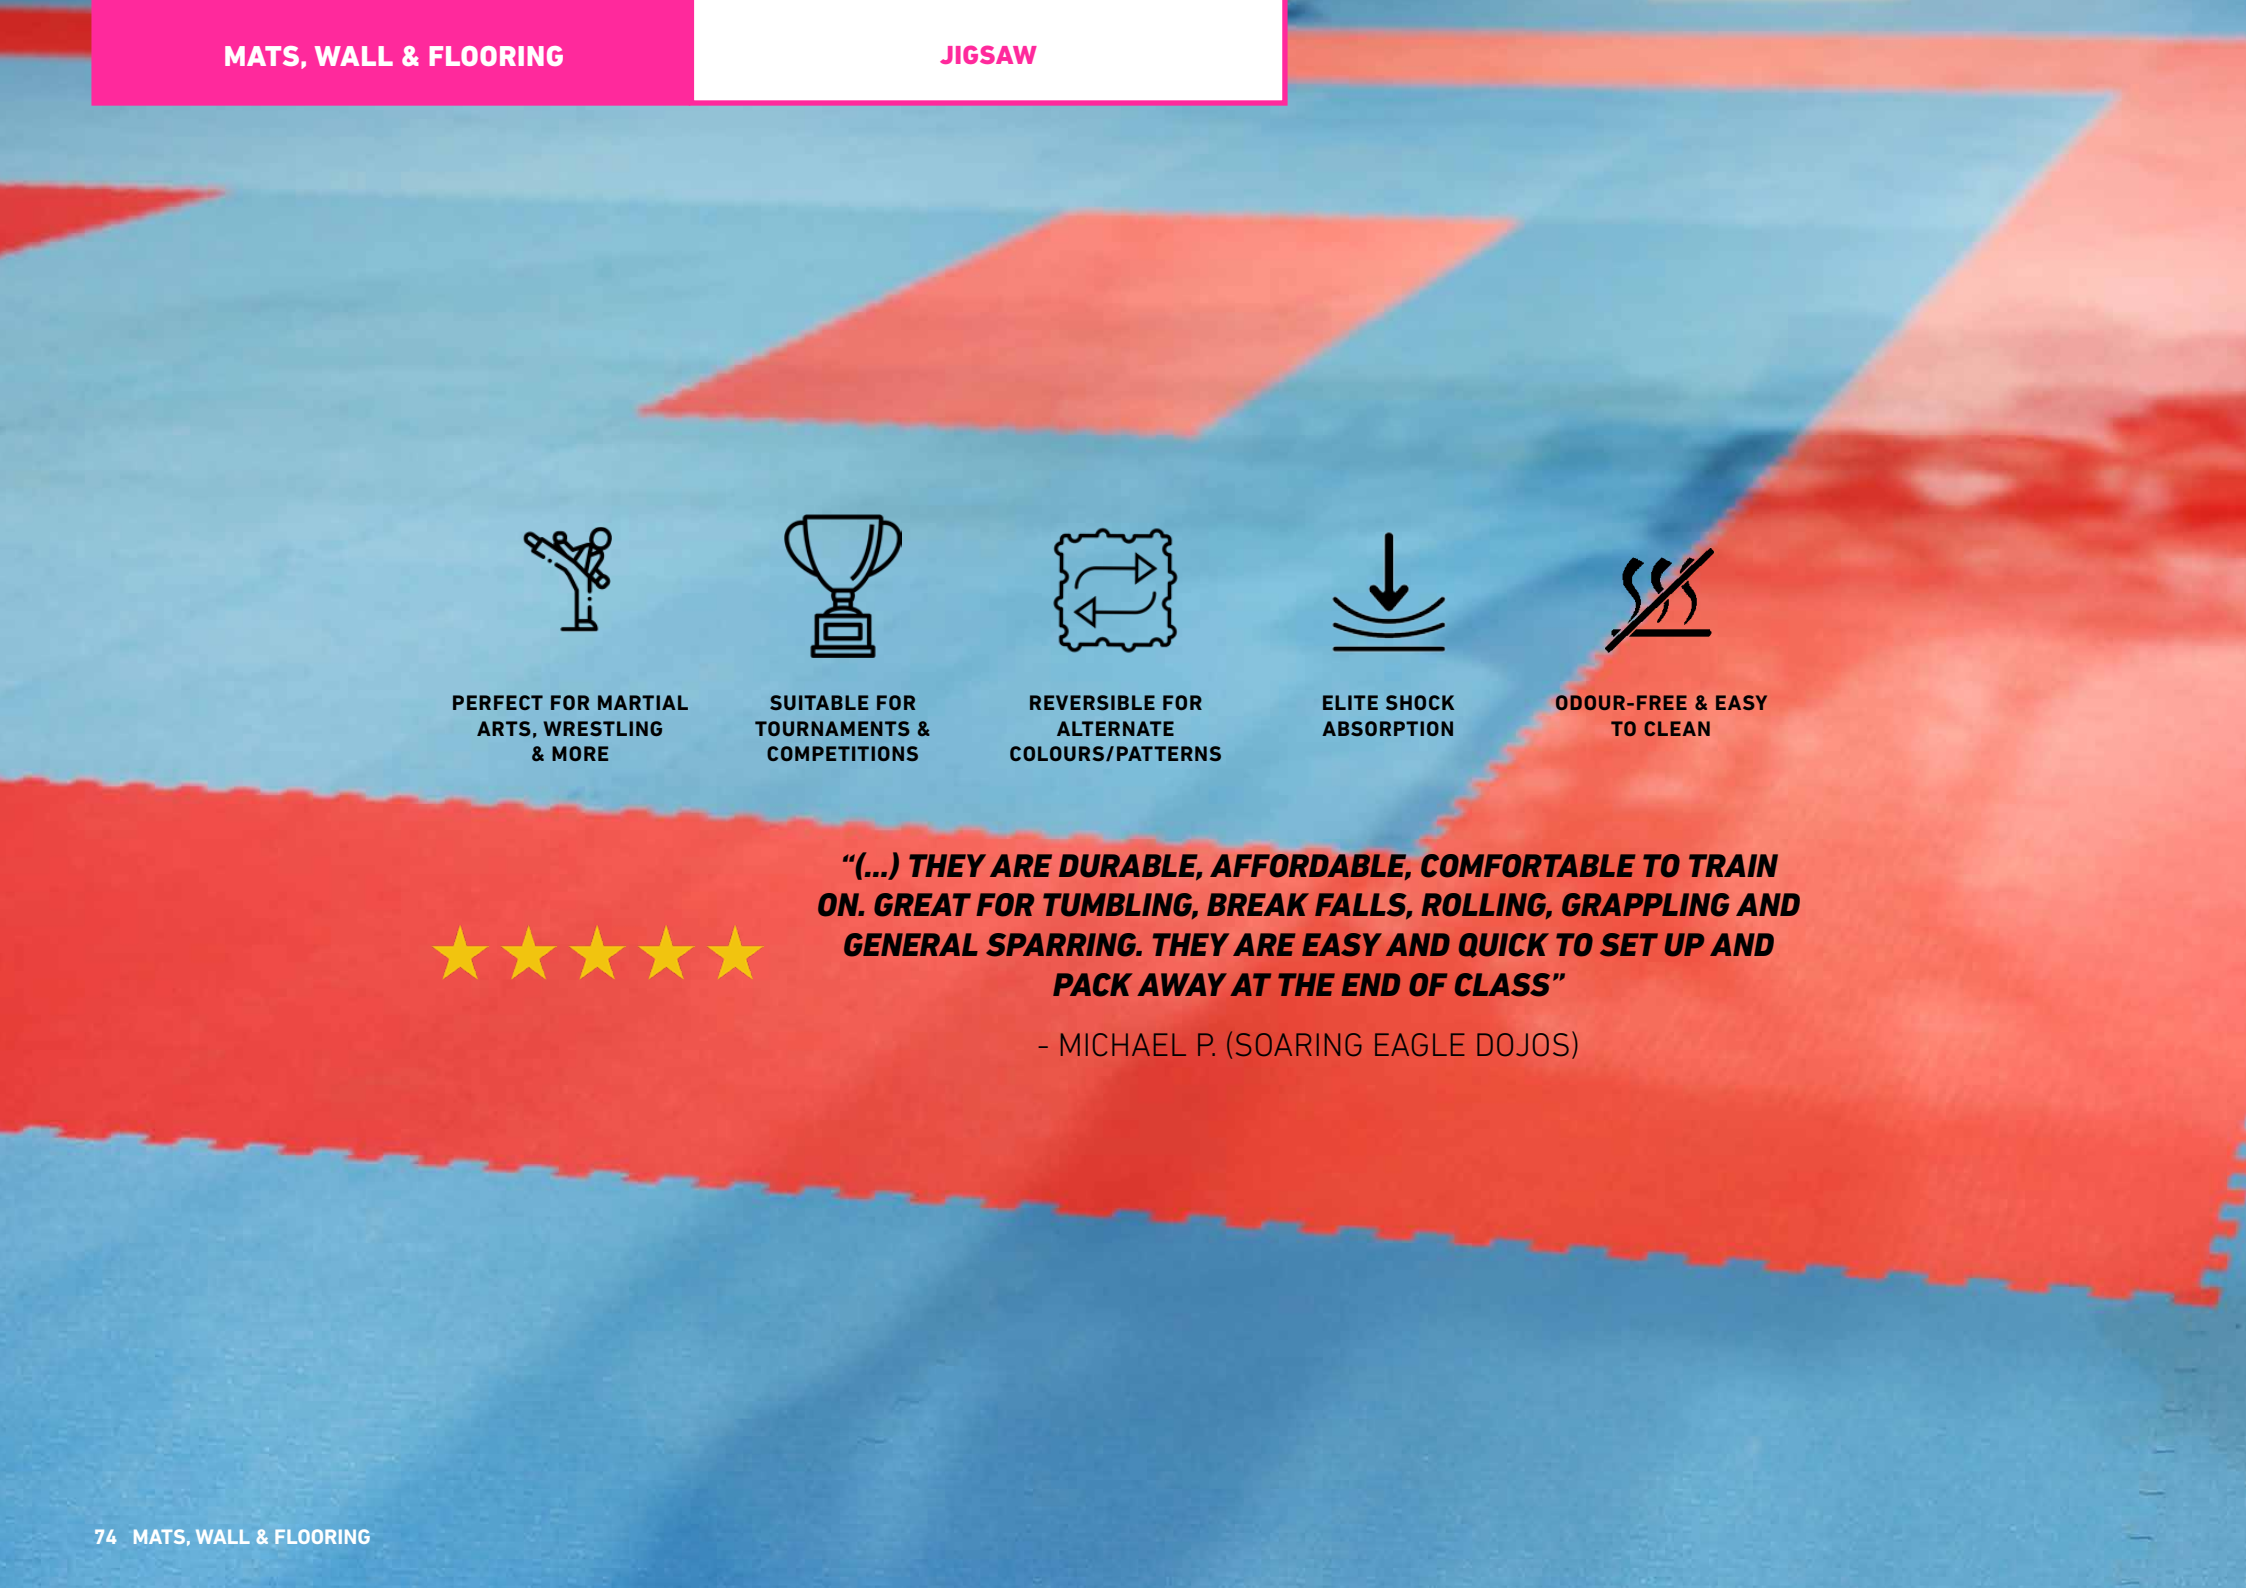 MATS, WALL & FLOORING
JIGSAW
PERFECT FOR MARTIAL
ARTS, WRESTLING
& MORE
SUITABLE FOR
TOURNAMENTS &
COMPETITIONS
REVERSIBLE FOR
ALTERNATE
COLOURS/PATTERNS
ELITE SHOCK
ABSORPTION
ODOUR-FREE & EASY
TO CLEAN
“(...) THEY ARE DURABLE, AFFORDABLE, COMFORTABLE TO TRAIN
ON. GREAT FOR TUMBLING, BREAK FALLS, ROLLING, GRAPPLING AND
GENERAL SPARRING. THEY ARE EASY AND QUICK TO SET UP AND
PACK AWAY AT THE END OF CLASS”
- MICHAEL P. (SOARING EAGLE DOJOS)
74 MATS, WALL & FLOORING